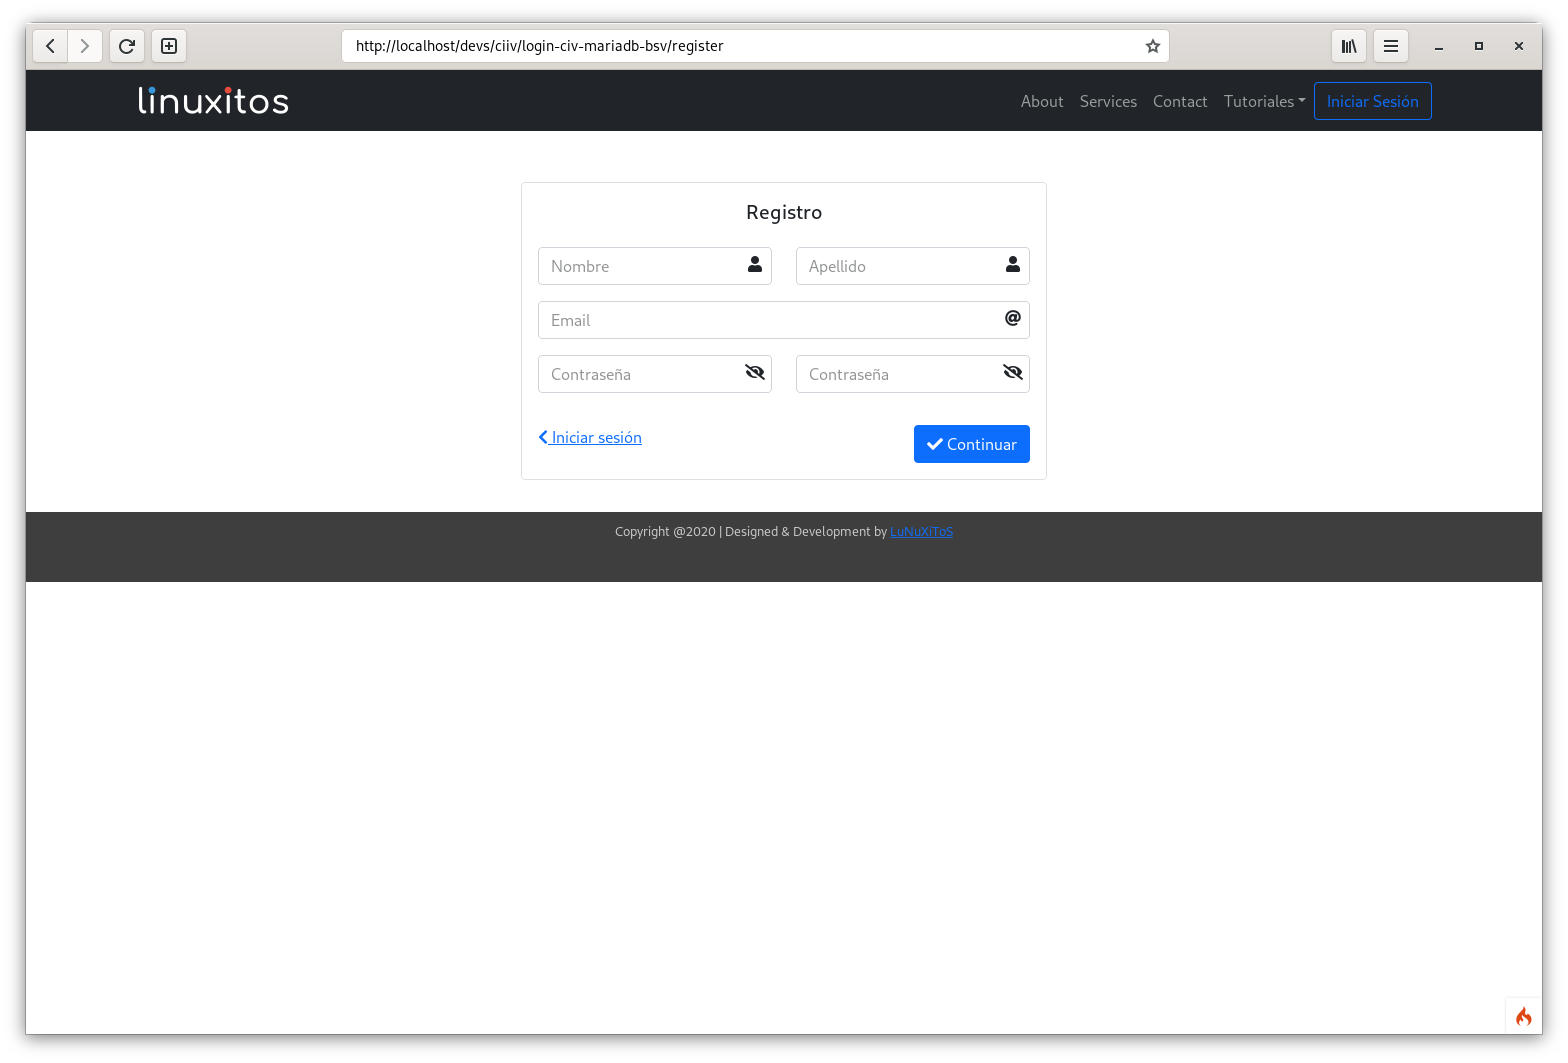 http://localhost/devs/ciiv/login-civ-mariadb-bsv/register
linuxitos
About Services Contact Tutoriales Iniciar Sesión
Registro
Nombre Apellido
Email @
Contraseña Contraseña
Iniciar sesión Continuar
Copyright @2020 | Designed & Development by LuNuXiToS